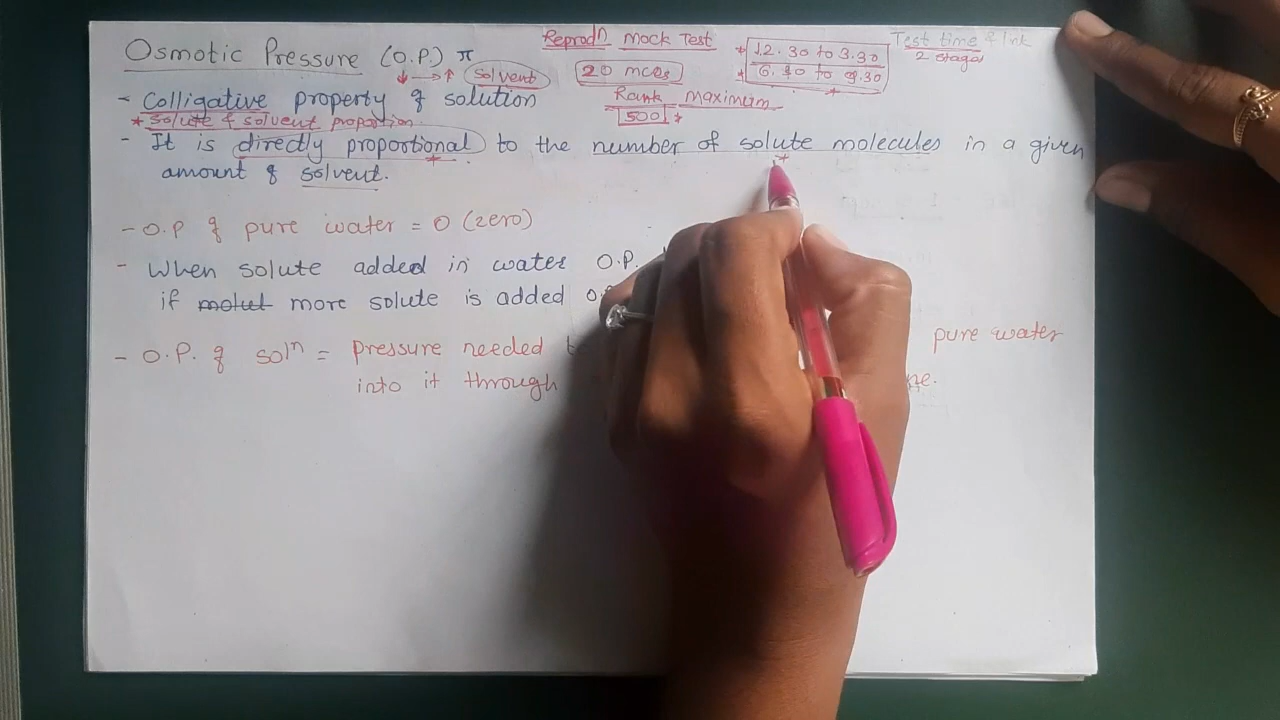 Osmotic Pressure (O.P.) π
Reprodn Mock Test
12.30 to 3.30
Test time & link
2 stages
↓ → ↑ solvent
20 mcqs
- Colligative property of solution
Rank maximum
500
* Solute & solvent proportion.
- It is directly proportional to the number of solute molecules in a given
amount of solvent.
- O.P of pure water = 0 (zero)
- When solute added in water O.P.
if more solute is added
- O.P. of soln = Pressure needed pure water
into it through